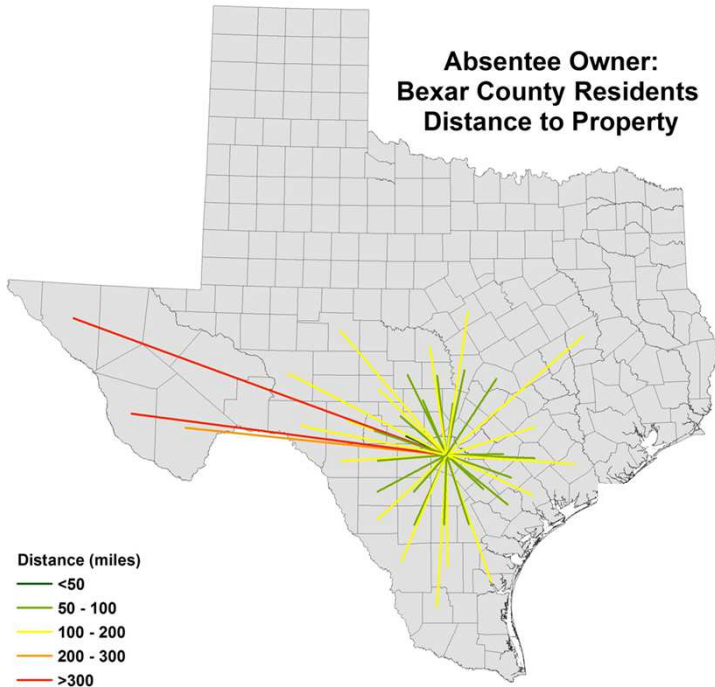 Absentee Owner:
Bexar County Residents
Distance to Property
Distance (miles)
<50
50 - 100
100 - 200
200 - 300
>300